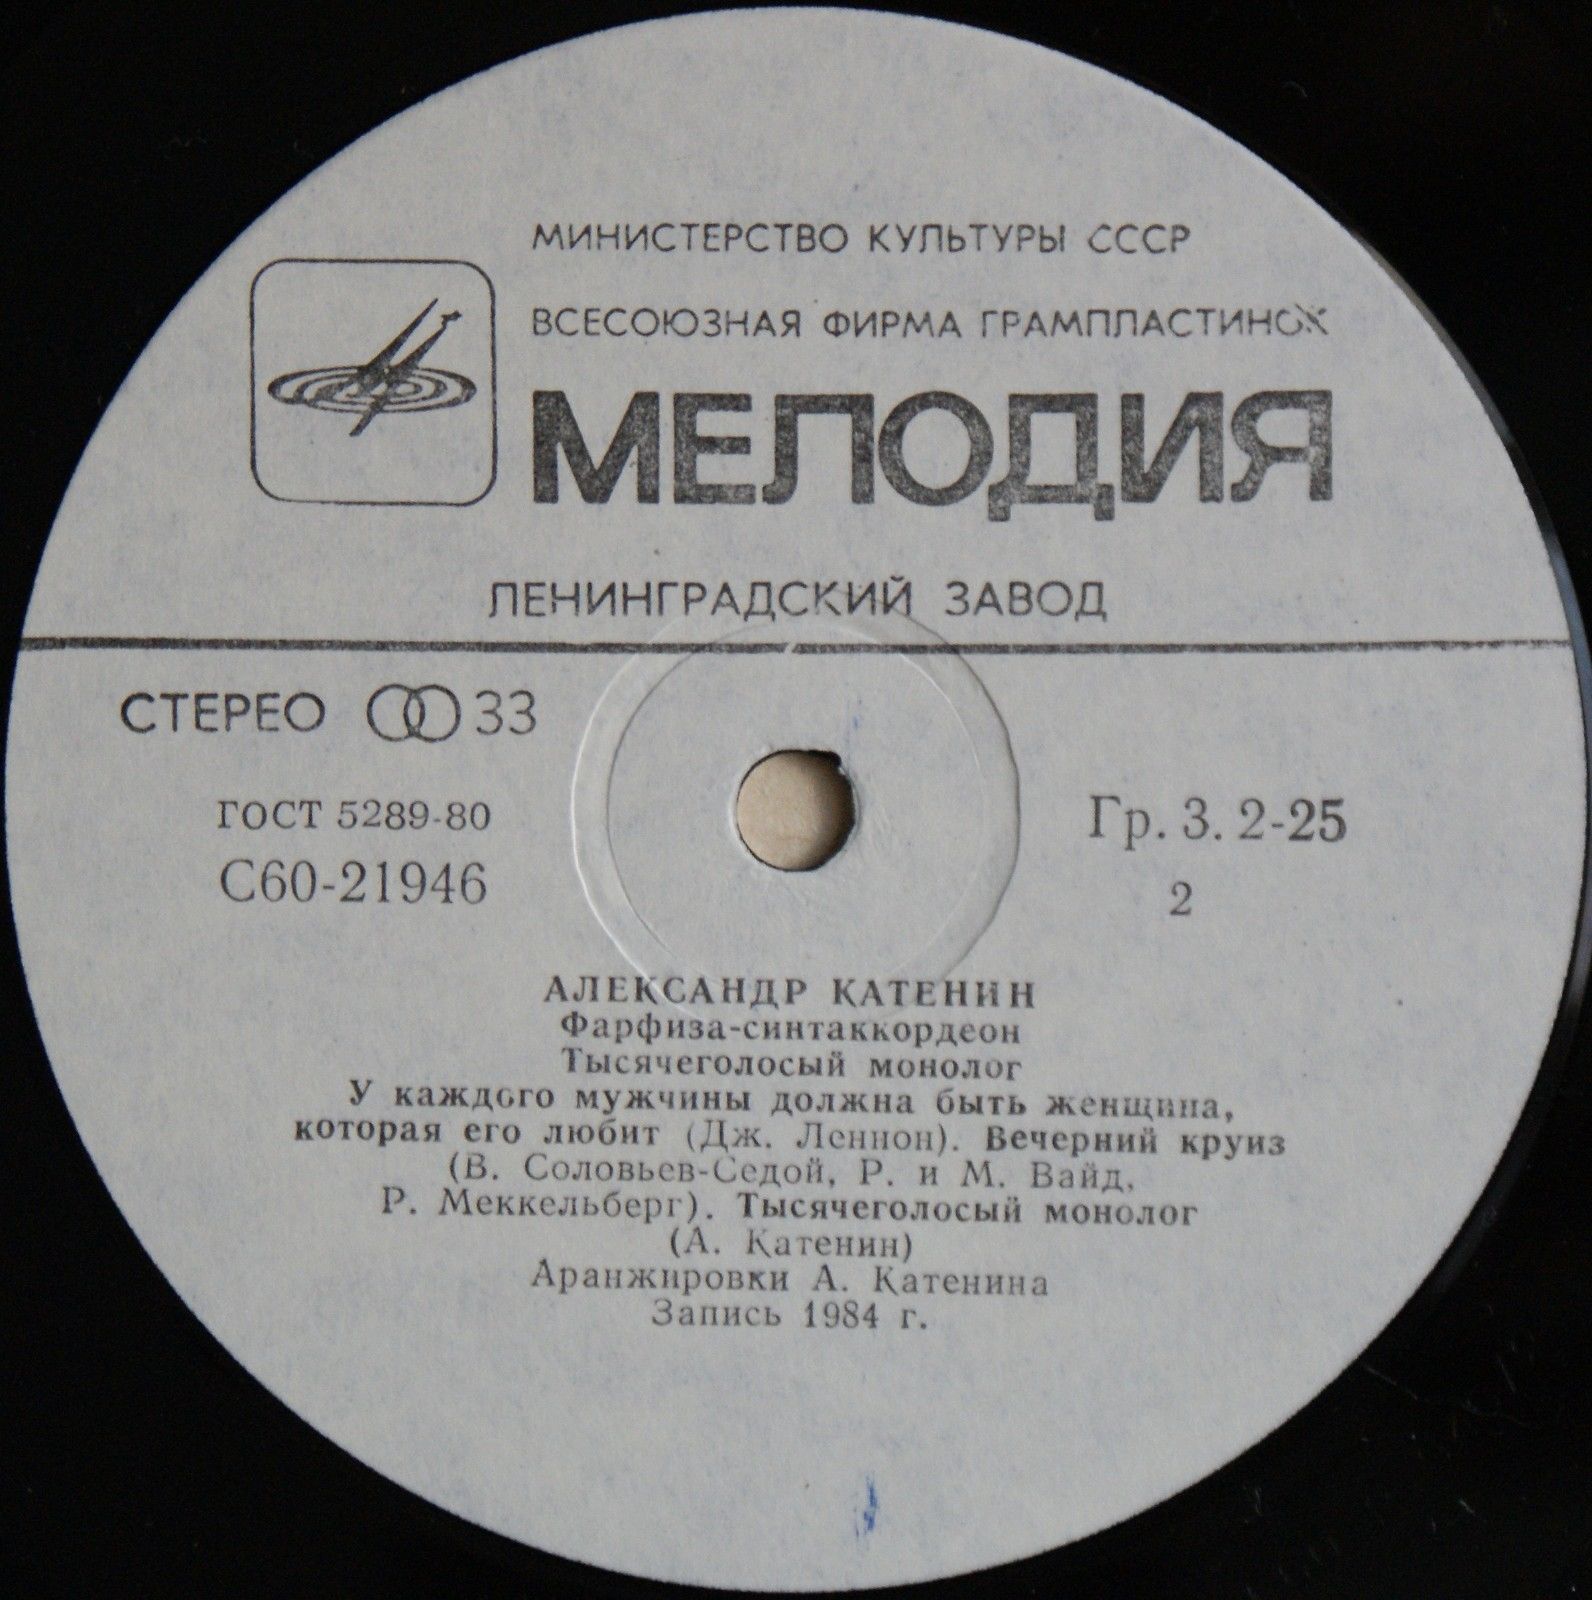 МИНИСТЕРСТВО КУЛЬТУРЫ СССР
ВСЕСОЮЗНАЯ ФИРМА ГРАМПЛАСТИНОК
МЕЛОДИЯ
ЛЕНИНГРАДСКИЙ ЗАВОД
СТЕРЕО 33
ГОСТ 5289-80
С60-21946
Гр. 3. 2-25
2
АЛЕКСАНДР КАТЕНИН
Фарфиза-синтаккордеон
Тысячеголосый монолог
У каждого мужчины должна быть женщина,
которая его любит (Дж. Леннон). Вечерний круиз
(В. Соловьев-Седой, Р. и М. Вайд,
Р. Меккельберг). Тысячеголосый монолог
(А. Катенин)
Аранжировки А. Катенина
Запись 1984 г.